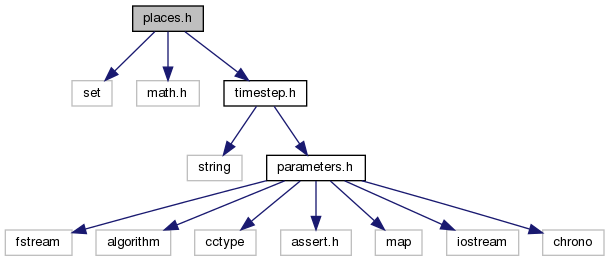 places.h
set math.h timestep.h
string parameters.h
fstream algorithm cctype assert.h map iostream chrono